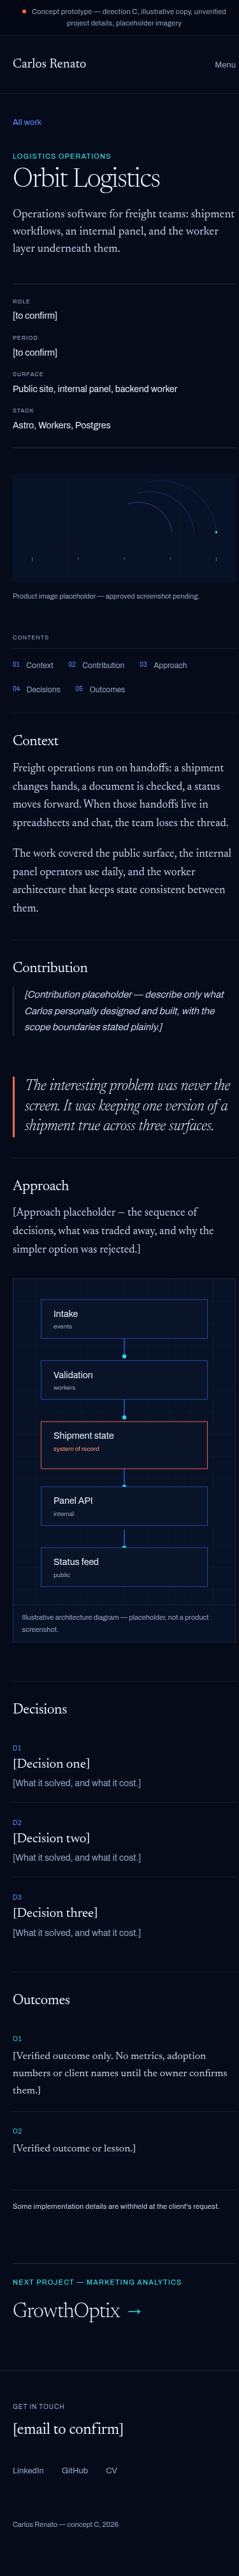 Concept prototype — direction C, illustrative copy, unverified
project details, placeholder imagery
Carlos Renato
Menu
All work
LOGISTICS OPERATIONS
Orbit Logistics
Operations software for freight teams: shipment
workflows, an internal panel, and the worker
layer underneath them.
ROLE
[to confirm]
PERIOD
[to confirm]
SURFACE
Public site, internal panel, backend worker
STACK
Astro, Workers, Postgres
Product image placeholder — approved screenshot pending.
CONTENTS
01 Context 02 Contribution 03 Approach
04 Decisions 05 Outcomes
Context
Freight operations run on handoffs: a shipment
changes hands, a document is checked, a status
moves forward. When those handoffs live in
spreadsheets and chat, the team loses the thread.
The work covered the public surface, the internal
panel operators use daily, and the worker
architecture that keeps state consistent between
them.
Contribution
[Contribution placeholder — describe only what
Carlos personally designed and built, with the
scope boundaries stated plainly.]
The interesting problem was never the
screen. It was keeping one version of a
shipment true across three surfaces.
Approach
[Approach placeholder — the sequence of
decisions, what was traded away, and why the
simpler option was rejected.]
Intake
events
Validation
workers
Shipment state
system of record
Panel API
internal
Status feed
public
Illustrative architecture diagram — placeholder, not a product
screenshot.
Decisions
D1
[Decision one]
[What it solved, and what it cost.]
D2
[Decision two]
[What it solved, and what it cost.]
D3
[Decision three]
[What it solved, and what it cost.]
Outcomes
O1
[Verified outcome only. No metrics, adoption
numbers or client names until the owner confirms
them.]
O2
[Verified outcome or lesson.]
Some implementation details are withheld at the client's request.
NEXT PROJECT — MARKETING ANALYTICS
GrowthOptix →
GET IN TOUCH
[email to confirm]
LinkedIn GitHub CV
Carlos Renato — concept C, 2026